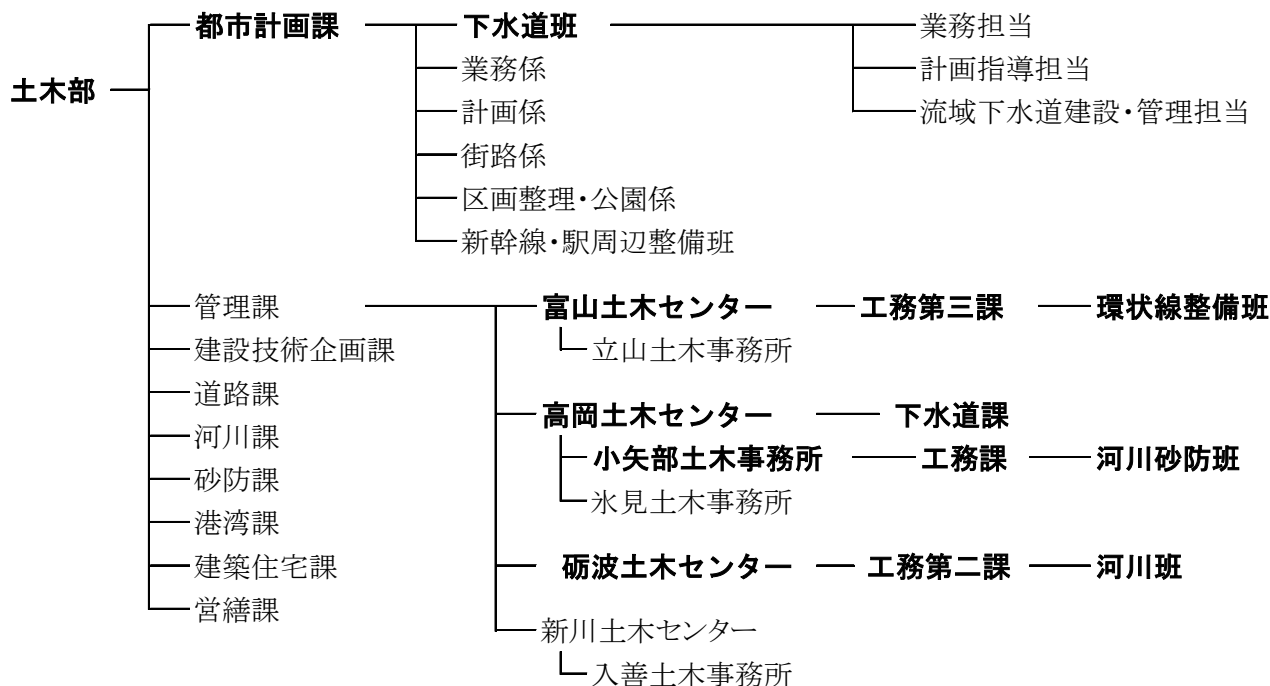 都市計画課 下水道班 業務担当
業務係 計画指導担当
土木部 計画係 流域下水道建設・管理担当
街路係
区画整理・公園係
新幹線・駅周辺整備班
管理課 富山土木センター 工務第三課 環状線整備班
建設技術企画課 立山土木事務所
道路課 高岡土木センター 下水道課
河川課 小矢部土木事務所 工務課 河川砂防班
砂防課 氷見土木事務所
港湾課
建築住宅課 砺波土木センター 工務第二課 河川班
営繕課
新川土木センター
入善土木事務所